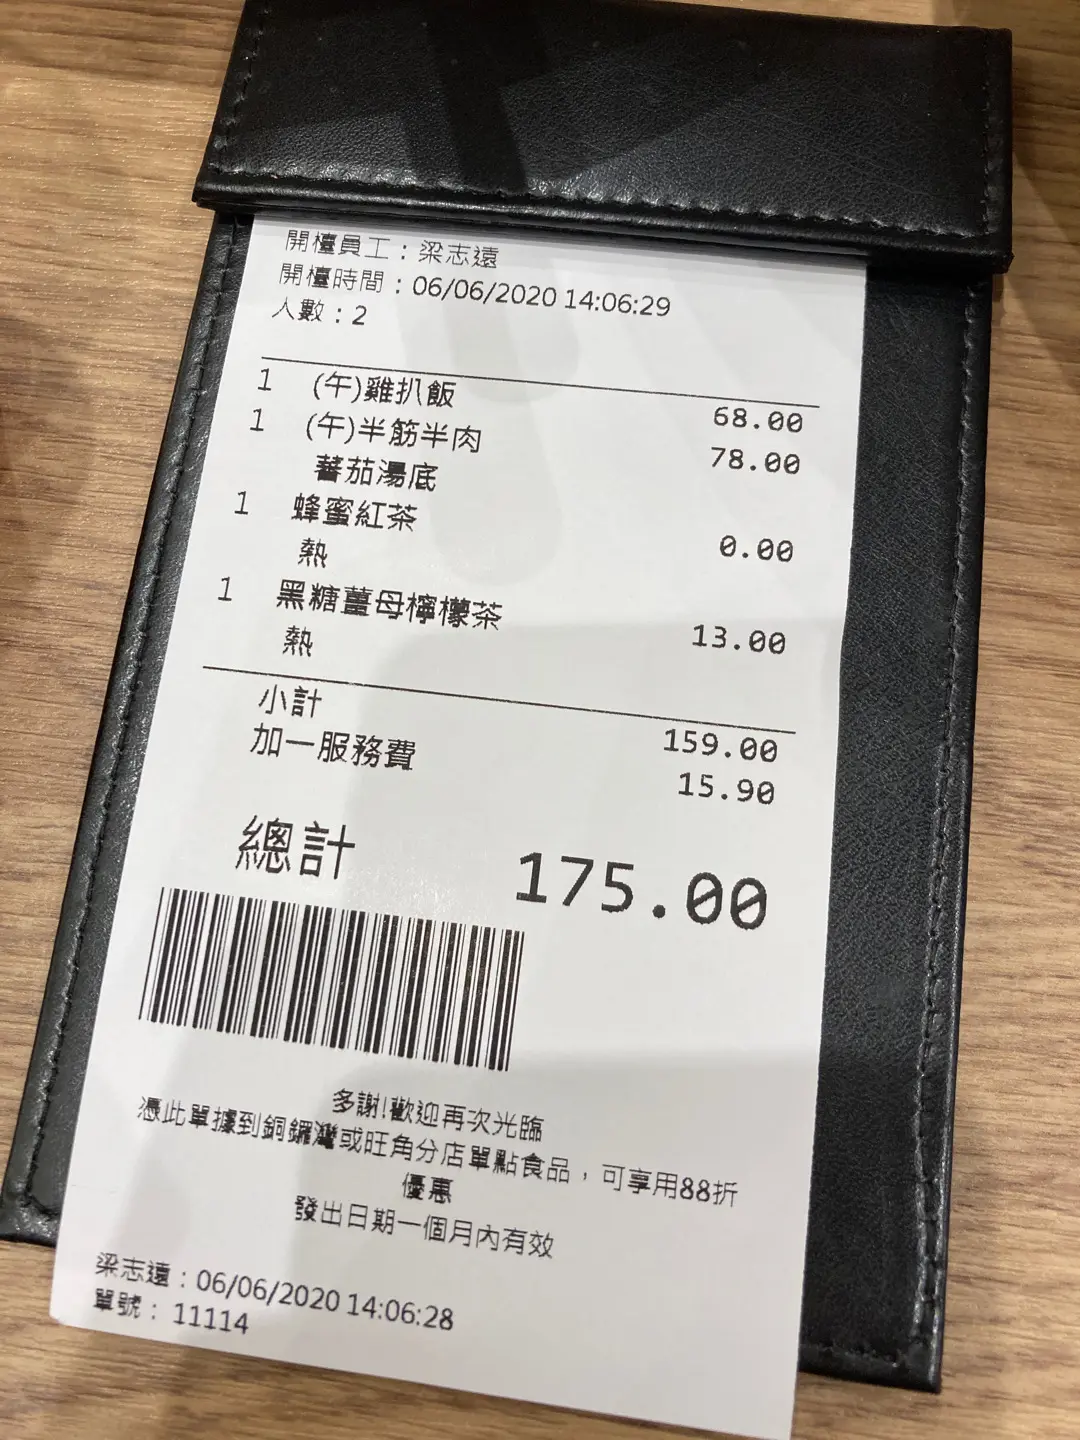 開檯員工：梁志遠
開檯時間：06/06/2020 14:06:29
人數：2
1 (午)雞扒飯 68.00
1 (午)半筋半肉 78.00
蕃茄湯底
1 蜂蜜紅茶 0.00
熱
1 黑糖薑母檸檬茶 13.00
熱
小計 159.00
加一服務費 15.90
總計 175.00
多謝!歡迎再次光臨
憑此單據到銅鑼灣或旺角分店單點食品，可享用88折
優惠
發出日期一個月內有效
梁志遠：06/06/2020 14:06:28
單號：11114